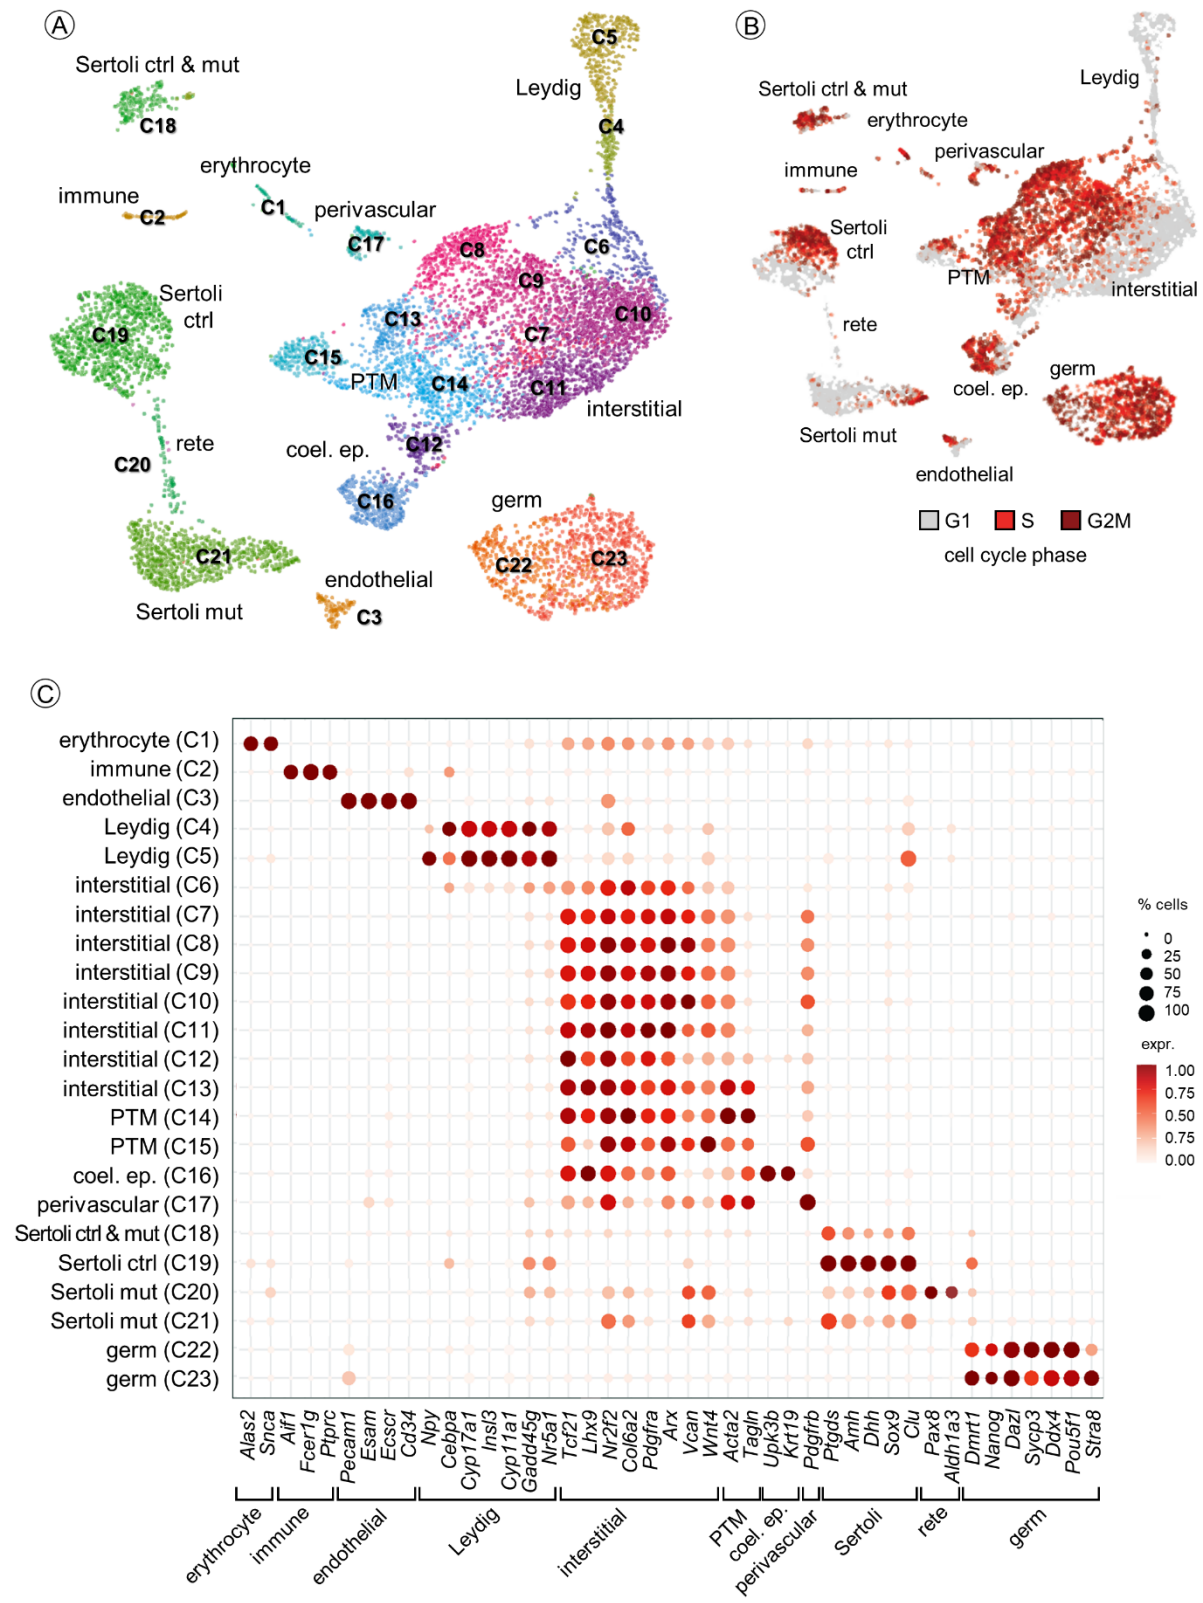 A
Sertoli ctrl & mut
C18
erythrocyte
C1
immune
C2
perivascular
C17
Leydig
C5
C4
C6
C8
C9
C10
C7
C13
C15
PTM
C14
C11
interstitial
Sertoli
ctrl
C19
rete
C20
coel. ep.
C12
C16
C21
Sertoli mut
endothelial
C3
germ
C22
C23
B
Leydig
Sertoli ctrl & mut
erythrocyte
perivascular
immune
Sertoli
ctrl
PTM
interstitial
rete
coel. ep.
germ
Sertoli mut
endothelial
G1 S G2M
cell cycle phase
C
erythrocyte (C1)
immune (C2)
endothelial (C3)
Leydig (C4)
Leydig (C5)
interstitial (C6)
interstitial (C7)
interstitial (C8)
interstitial (C9)
interstitial (C10)
interstitial (C11)
interstitial (C12)
interstitial (C13)
PTM (C14)
PTM (C15)
coel. ep. (C16)
perivascular (C17)
Sertoli ctrl & mut (C18)
Sertoli ctrl (C19)
Sertoli mut (C20)
Sertoli mut (C21)
germ (C22)
germ (C23)
% cells
0
25
50
75
100
expr.
1.00
0.75
0.50
0.75
0.00
Alas2
Snca
Aif1
Fcer1g
Ptprc
Pecam1
Esam
Ecscr
Cd34
Npy
Cebpa
Cyp17a1
Insl3
Cyp11a1
Gadd45g
Nr5a1
Tcf21
Lhx9
Nr2f2
Col6a2
Pdgfra
Arx
Vcan
Wnt4
Acta2
Tagln
Upk3b
Krt19
Pdgfrb
Ptgds
Amh
Dhh
Sox9
Clu
Pax8
Aldh1a3
Dmrt1
Nanog
Dazl
Sycp3
Ddx4
Pou5f1
Stra8
erythrocyte
immune
endothelial
Leydig
interstitial
PTM
coel. ep.
perivascular
Sertoli
rete
germ